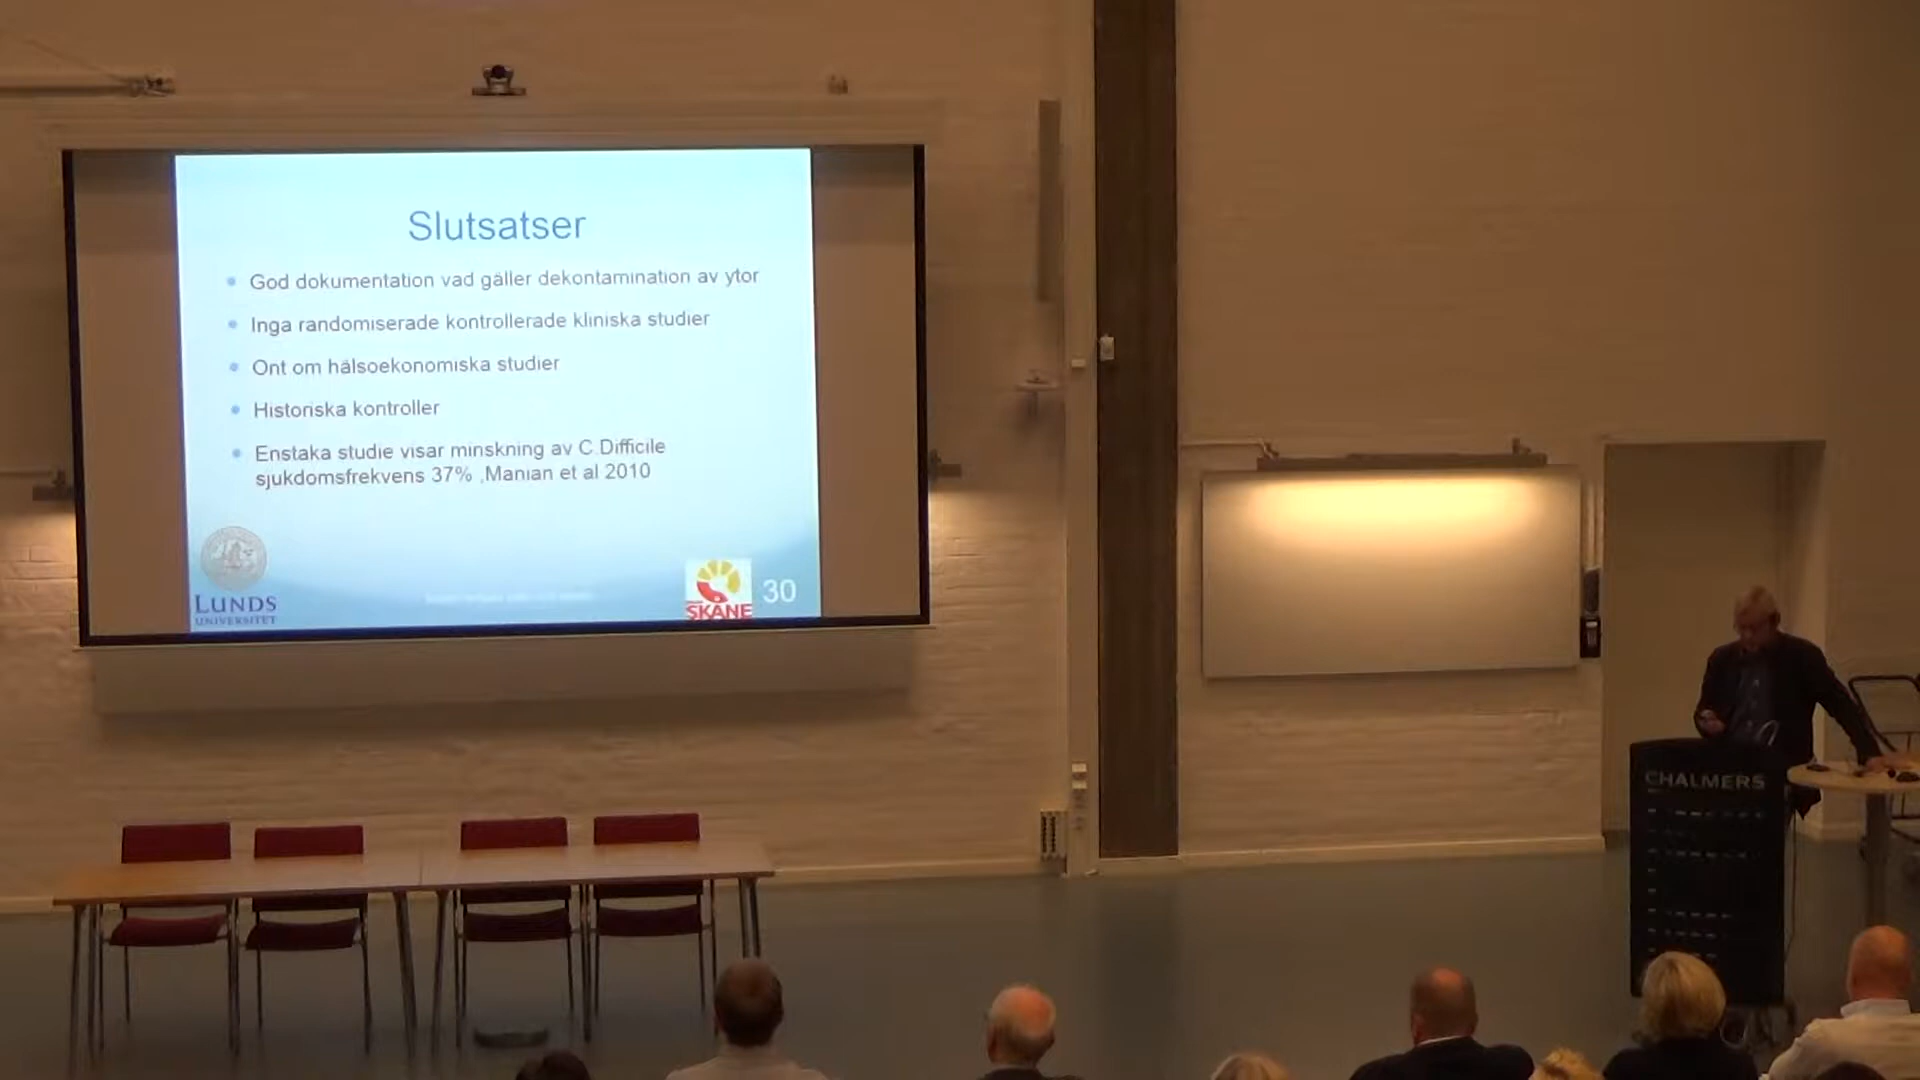 Slutsatser
God dokumentation vad gäller dekontamination av ytor
Inga randomiserade kontrollerade kliniska studier
Ont om hälsoekonomiska studier
Historiska kontroller
Enstaka studie visar minskning av C.Difficile
sjukdomsfrekvens 37% ,Manian et al 2010
LUNDS
UNIVERSITET
SKÅNE
30
CHALMERS